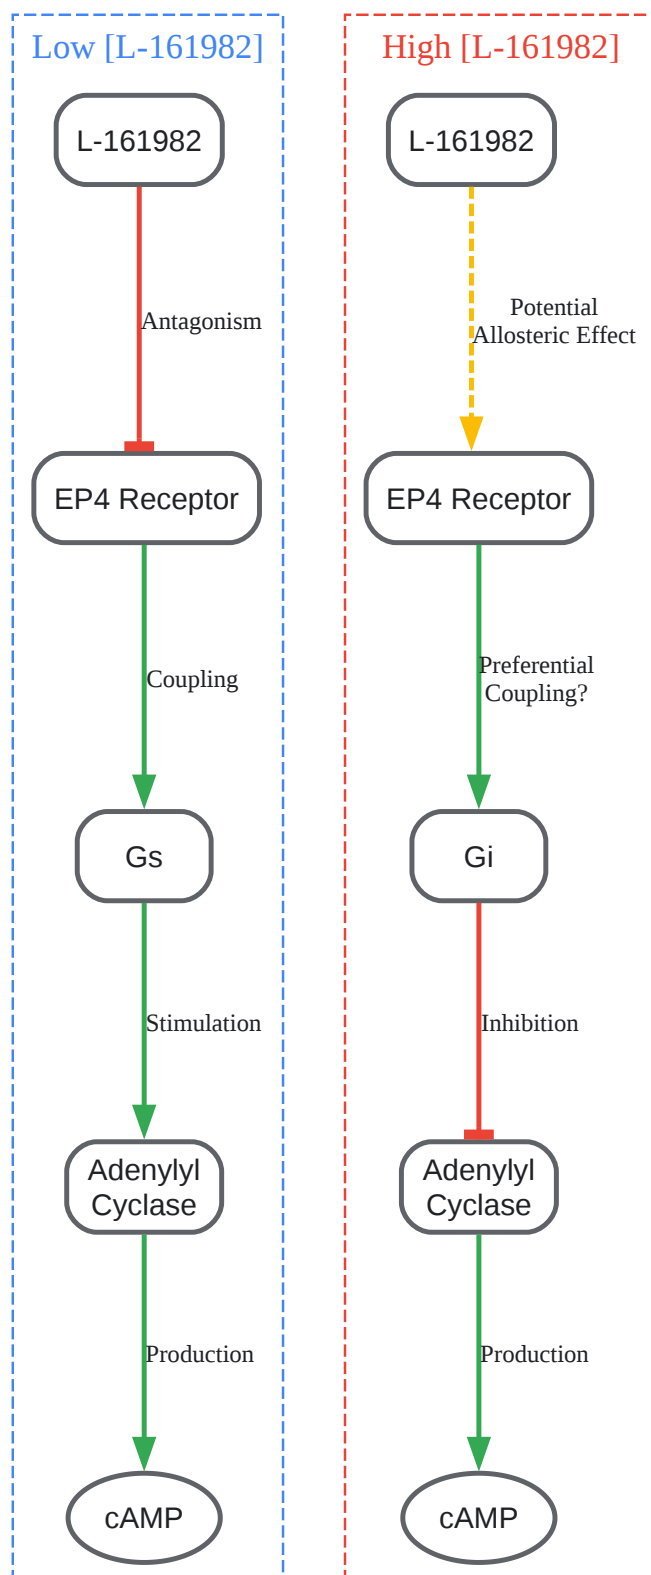 Low [L-161982]
L-161982
Antagonism
EP4 Receptor
Coupling
Gs
Stimulation
Adenylyl
Cyclase
Production
cAMP
High [L-161982]
L-161982
Potential
Allosteric Effect
EP4 Receptor
Preferential
Coupling?
Gi
Inhibition
Adenylyl
Cyclase
Production
cAMP